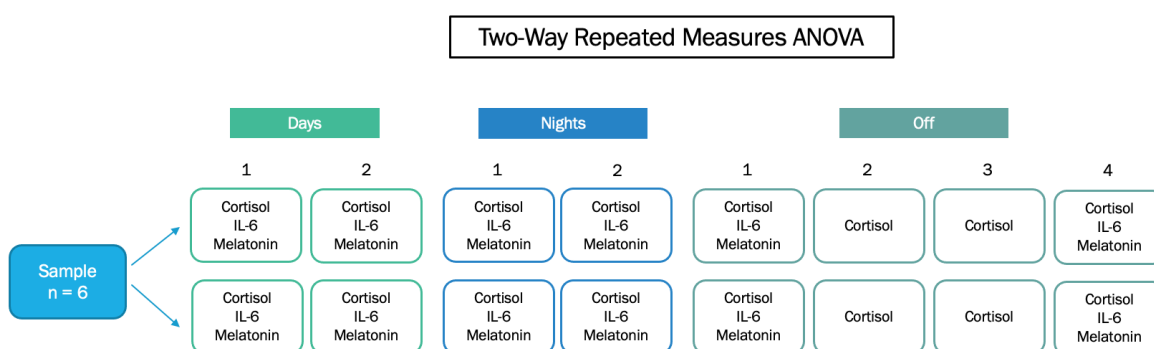 Two-Way Repeated Measures ANOVA
Days
Nights
Off
1
2
1
2
1
2
3
4
Cortisol
IL-6
Melatonin
Cortisol
IL-6
Melatonin
Cortisol
IL-6
Melatonin
Cortisol
IL-6
Melatonin
Cortisol
IL-6
Melatonin
Cortisol
Cortisol
Cortisol
IL-6
Melatonin
Sample
n = 6
Cortisol
IL-6
Melatonin
Cortisol
IL-6
Melatonin
Cortisol
IL-6
Melatonin
Cortisol
IL-6
Melatonin
Cortisol
IL-6
Melatonin
Cortisol
Cortisol
Cortisol
IL-6
Melatonin